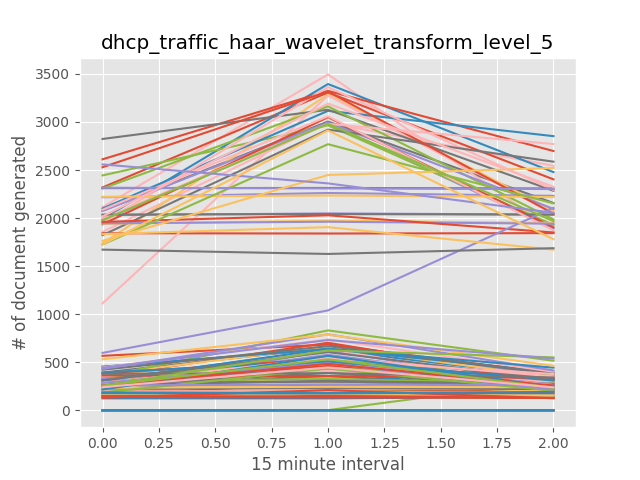 dhcp_traffic_haar_wavelet_transform_level_5
# of document generated
3500
3000
2500
2000
1500
1000
500
0
0.00 0.25 0.50 0.75 1.00 1.25 1.50 1.75 2.00
15 minute interval